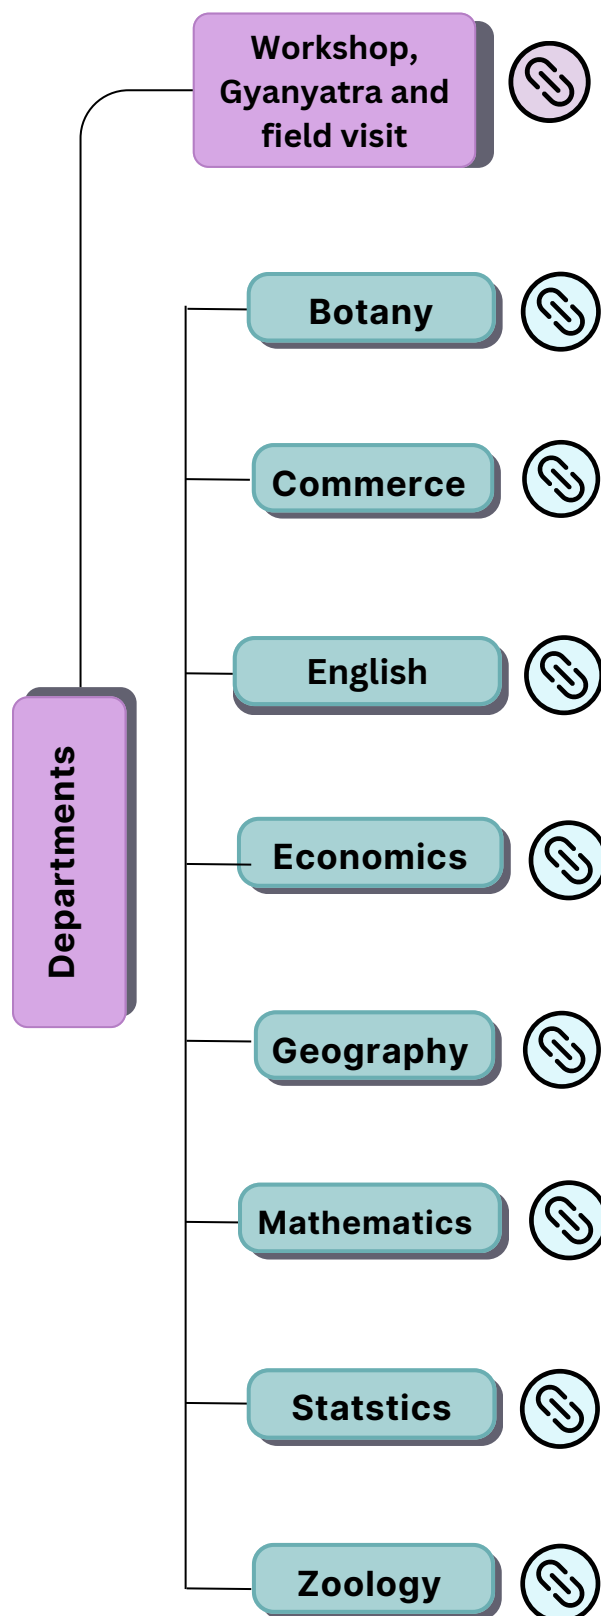 Workshop,
Gyanyatra and
field visit
Botany
Commerce
English
Departments
Economics
Geography
Mathematics
Statstics
Zoology